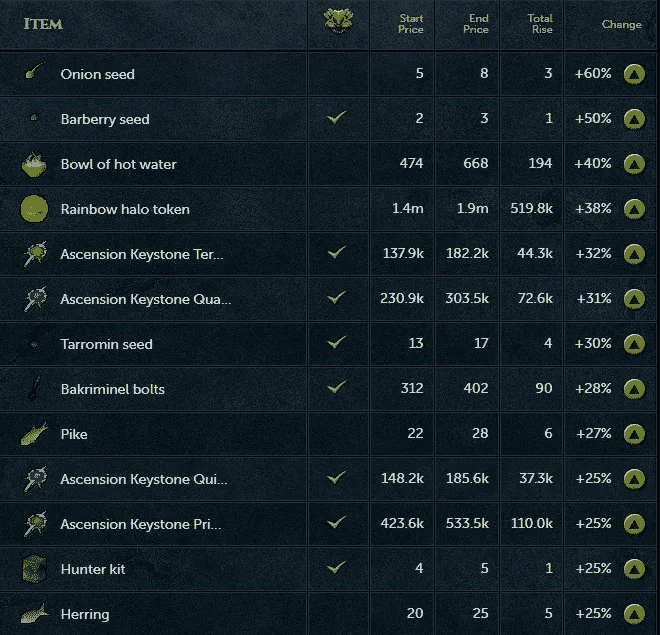 ITEM Start Price End Price Total Rise Change
Onion seed 5 8 3 +60%
Barberry seed 2 3 1 +50%
Bowl of hot water 474 668 194 +40%
Rainbow halo token 1.4m 1.9m 519.8k +38%
Ascension Keystone Ter... 137.9k 182.2k 44.3k +32%
Ascension Keystone Qua... 230.9k 303.5k 72.6k +31%
Tarromin seed 13 17 4 +30%
Bakriminel bolts 312 402 90 +28%
Pike 22 28 6 +27%
Ascension Keystone Qui... 148.2k 185.6k 37.3k +25%
Ascension Keystone Pri... 423.6k 533.5k 110.0k +25%
Hunter kit 4 5 1 +25%
Herring 20 25 5 +25%